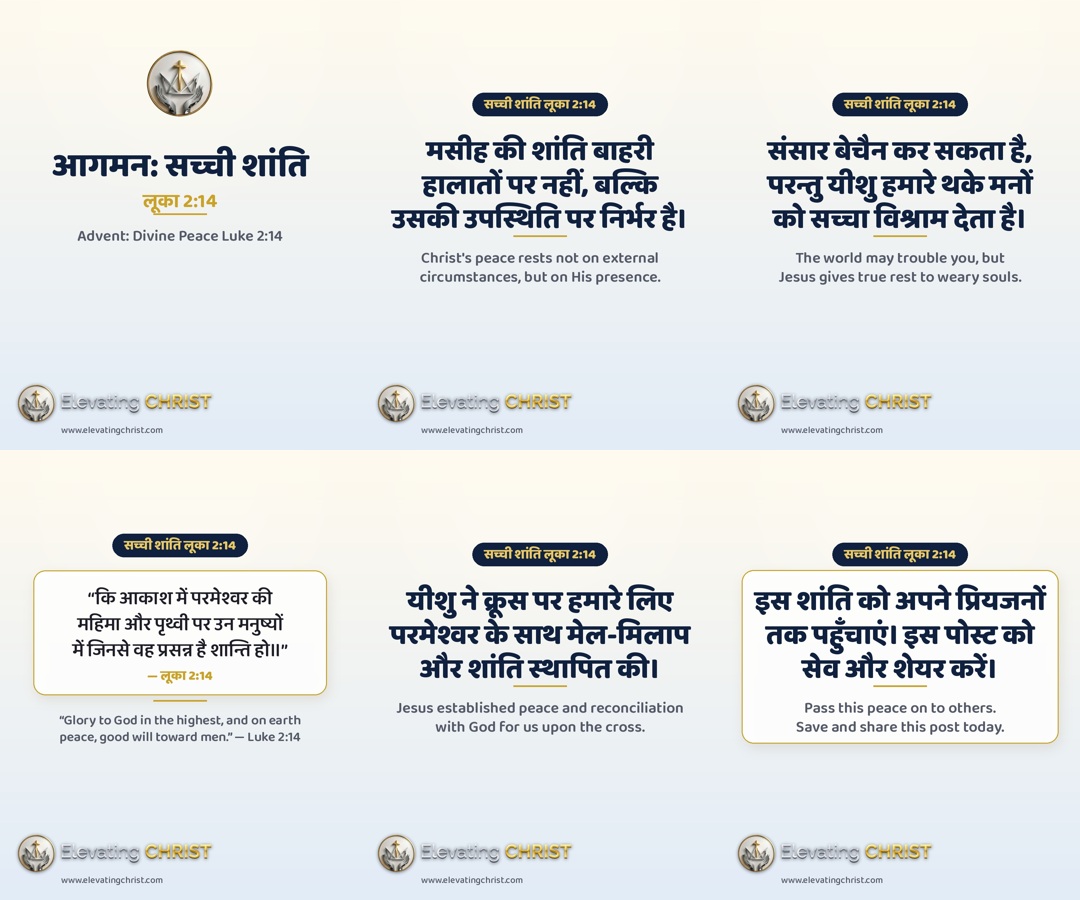 आगमन: सच्ची शांति
लूका 2:14
Advent: Divine Peace Luke 2:14
Elevating CHRIST
www.elevatingchrist.com
सच्ची शांति लूका 2:14
मसीह की शांति बाहरी
हालातों पर नहीं, बल्कि
उसकी उपस्थिति पर निर्भर है।
Christ's peace rests not on external
circumstances, but on His presence.
Elevating CHRIST
www.elevatingchrist.com
सच्ची शांति लूका 2:14
संसार बेचैन कर सकता है,
परन्तु यीशु हमारे थके मनों
को सच्चा विश्राम देता है।
The world may trouble you, but
Jesus gives true rest to weary souls.
Elevating CHRIST
www.elevatingchrist.com
सच्ची शांति लूका 2:14
“कि आकाश में परमेश्वर की
महिमा और पृथ्वी पर उन मनुष्यों
में जिनसे वह प्रसन्न है शान्ति हो॥”
— लूका 2:14
“Glory to God in the highest, and on earth
peace, good will toward men.” — Luke 2:14
Elevating CHRIST
www.elevatingchrist.com
सच्ची शांति लूका 2:14
यीशु ने क्रूस पर हमारे लिए
परमेश्वर के साथ मेल-मिलाप
और शांति स्थापित की।
Jesus established peace and reconciliation
with God for us upon the cross.
Elevating CHRIST
www.elevatingchrist.com
सच्ची शांति लूका 2:14
इस शांति को अपने प्रियजनों
तक पहुँचाएं। इस पोस्ट को
सेव और शेयर करें।
Pass this peace on to others.
Save and share this post today.
Elevating CHRIST
www.elevatingchrist.com